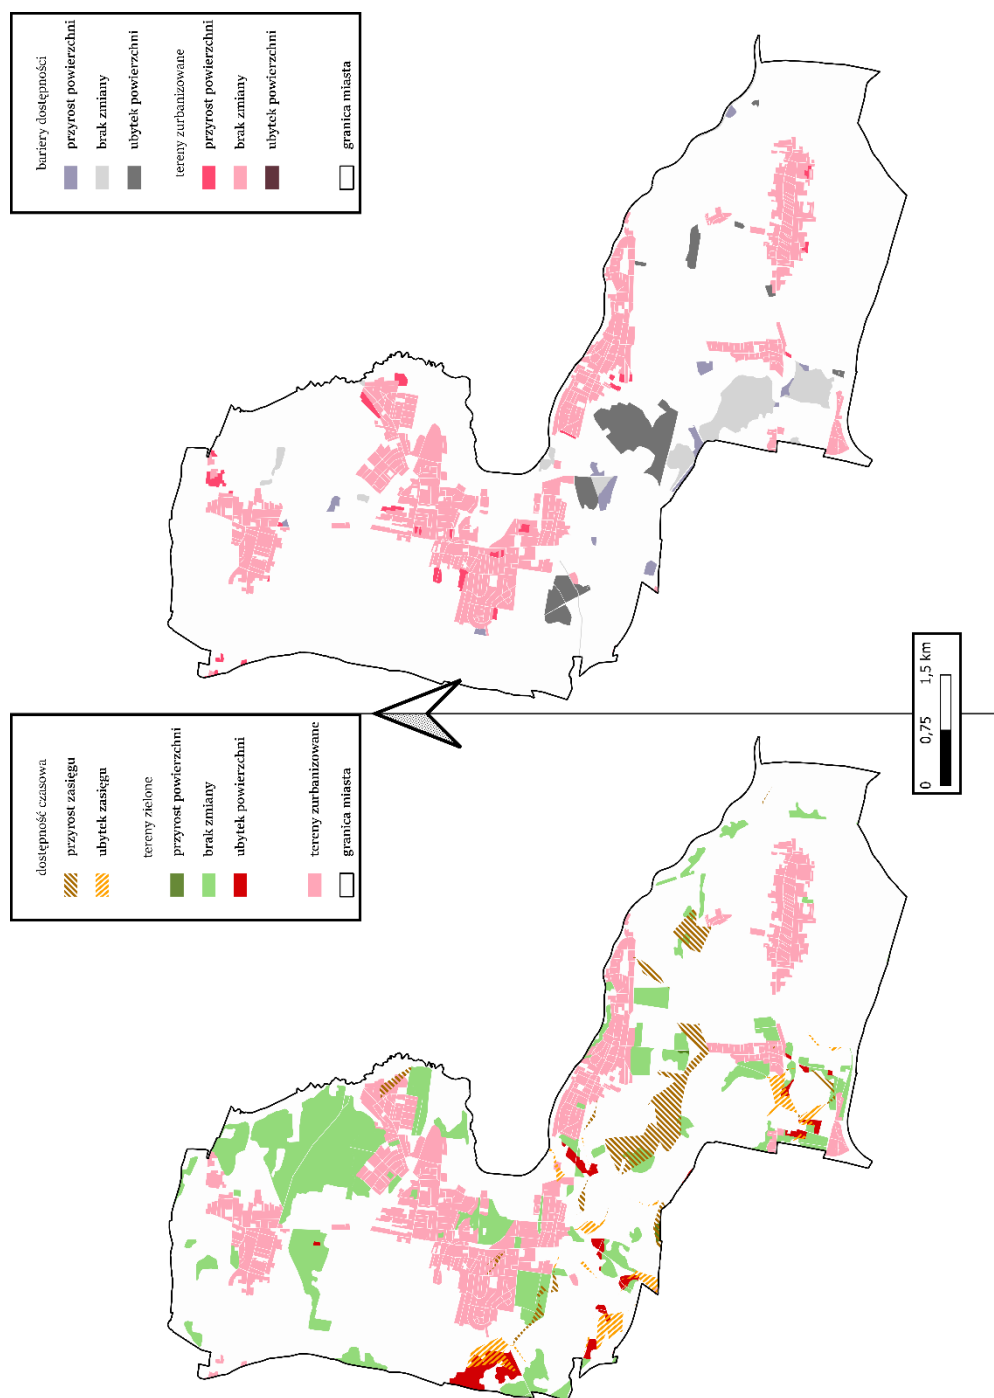 dostępność czasowa
przyrost zasięgu
ubytek zasięgu
tereny zielone
przyrost powierzchni
brak zmiany
ubytek powierzchni
tereny zurbanizowane
granica miasta
bariery dostępności
przyrost powierzchni
brak zmiany
ubytek powierzchni
tereny zurbanizowane
przyrost powierzchni
brak zmiany
ubytek powierzchni
granica miasta
0 0,75 1,5 km